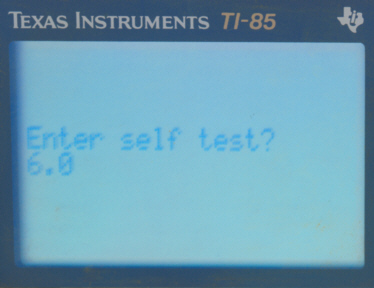 TEXAS INSTRUMENTS TI-85
Enter self test?
6.0